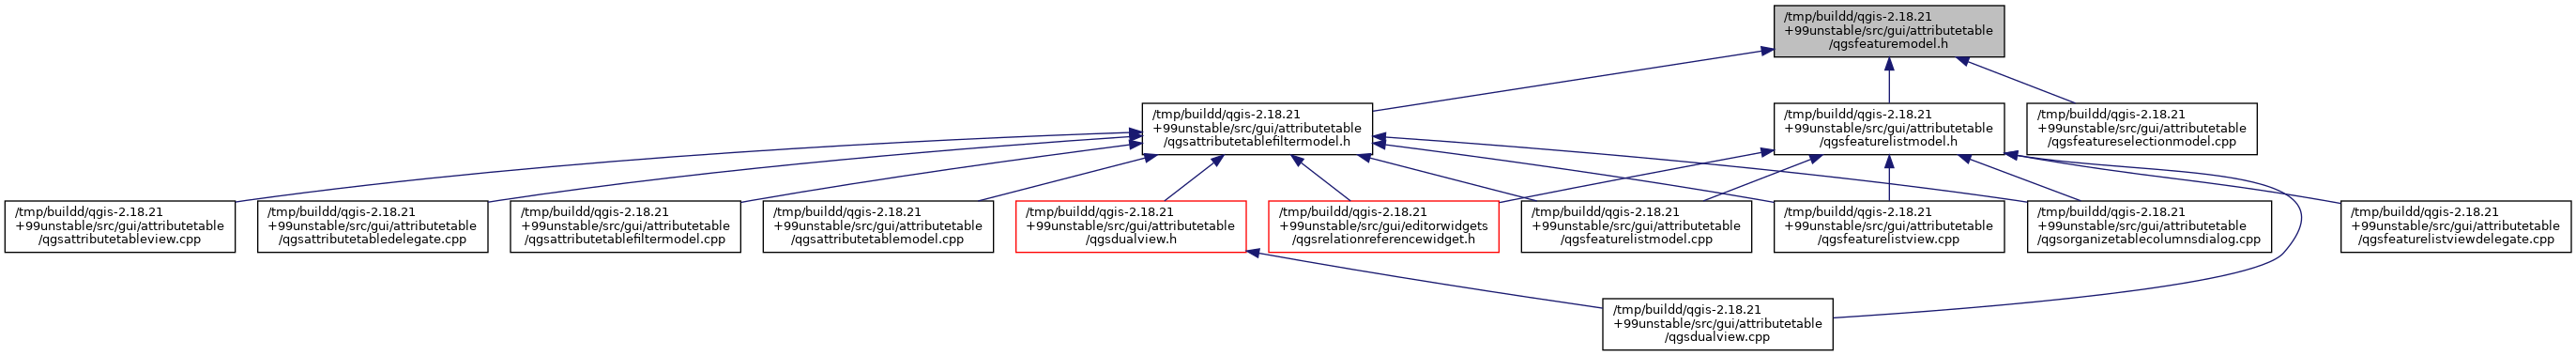 /tmp/buildd/qgis-2.18.21
+99unstable/src/gui/attributetable
/qgsfeaturemodel.h
/tmp/buildd/qgis-2.18.21
+99unstable/src/gui/attributetable
/qgsattributetablefiltermodel.h
/tmp/buildd/qgis-2.18.21
+99unstable/src/gui/attributetable
/qgsfeaturelistmodel.h
/tmp/buildd/qgis-2.18.21
+99unstable/src/gui/attributetable
/qgsfeatureselectionmodel.cpp
/tmp/buildd/qgis-2.18.21
+99unstable/src/gui/attributetable
/qgsattributetableview.cpp
/tmp/buildd/qgis-2.18.21
+99unstable/src/gui/attributetable
/qgsattributetabledelegate.cpp
/tmp/buildd/qgis-2.18.21
+99unstable/src/gui/attributetable
/qgsattributetablefiltermodel.cpp
/tmp/buildd/qgis-2.18.21
+99unstable/src/gui/attributetable
/qgsattributetablemodel.cpp
/tmp/buildd/qgis-2.18.21
+99unstable/src/gui/attributetable
/qgsdualview.h
/tmp/buildd/qgis-2.18.21
+99unstable/src/gui/editorwidgets
/qgsrelationreferencewidget.h
/tmp/buildd/qgis-2.18.21
+99unstable/src/gui/attributetable
/qgsfeaturelistmodel.cpp
/tmp/buildd/qgis-2.18.21
+99unstable/src/gui/attributetable
/qgsfeaturelistview.cpp
/tmp/buildd/qgis-2.18.21
+99unstable/src/gui/attributetable
/qgsorganizetablecolumnsdialog.cpp
/tmp/buildd/qgis-2.18.21
+99unstable/src/gui/attributetable
/qgsfeaturelistviewdelegate.cpp
/tmp/buildd/qgis-2.18.21
+99unstable/src/gui/attributetable
/qgsdualview.cpp